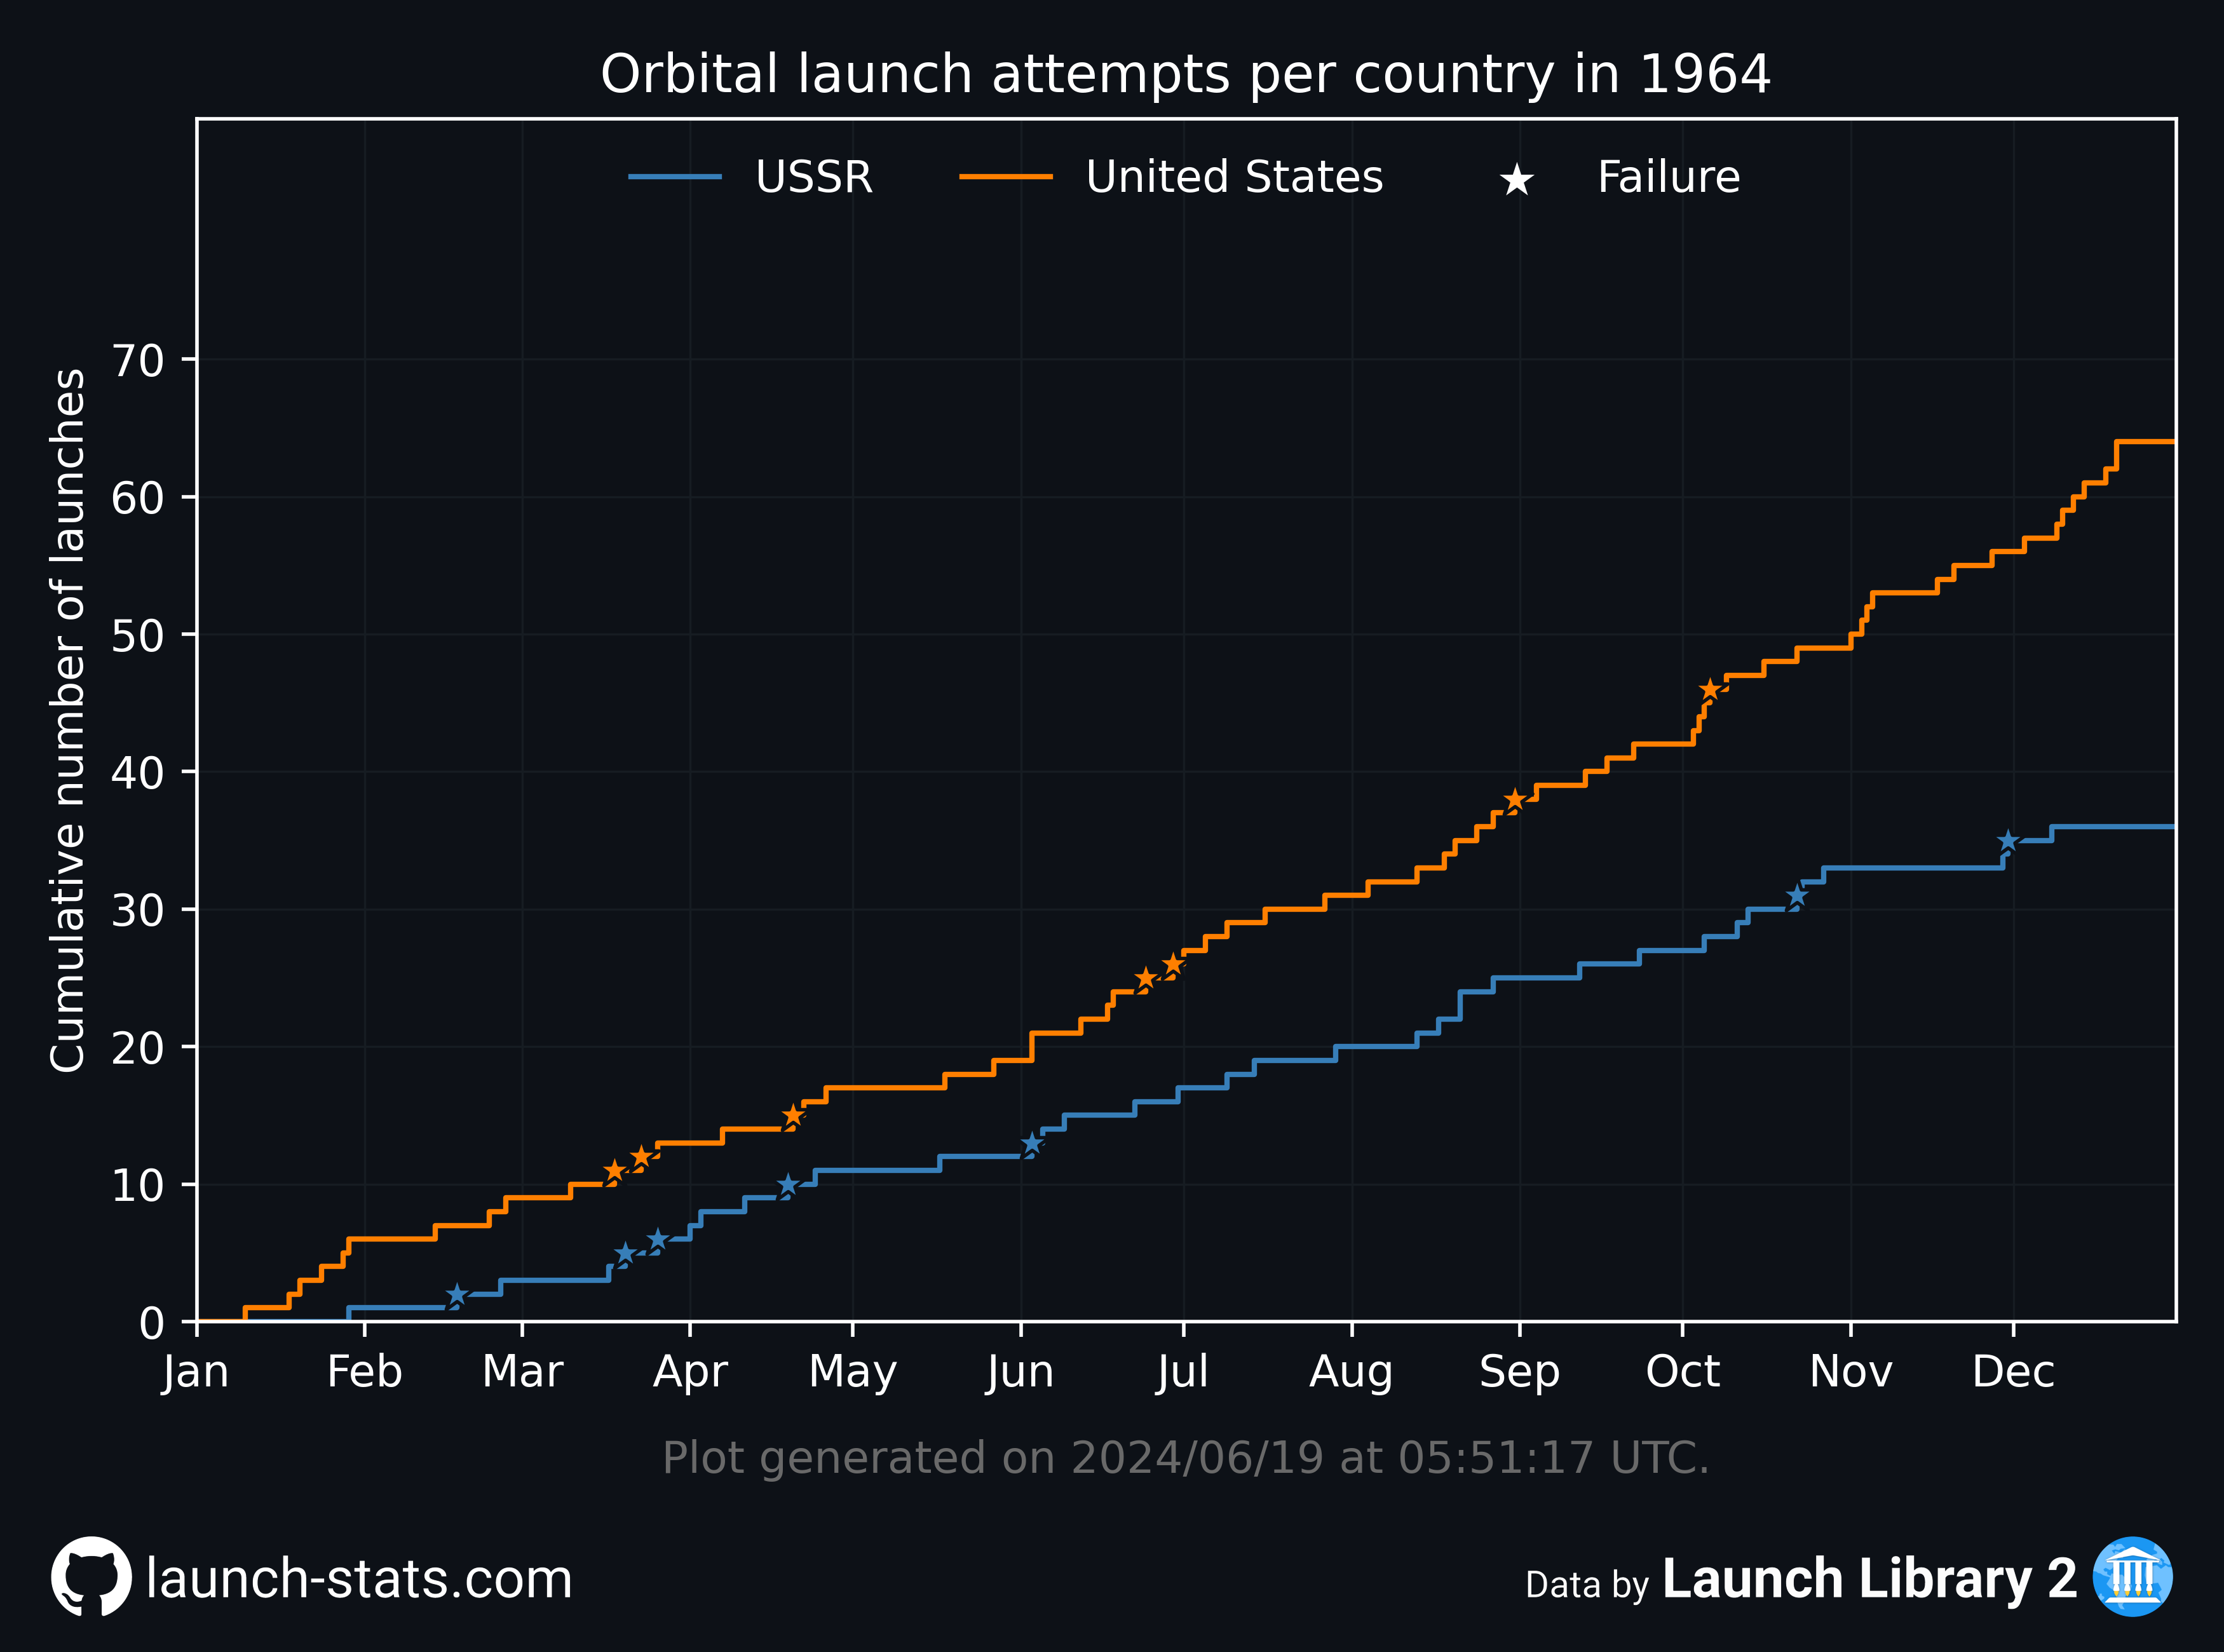 Orbital launch attempts per country in 1964
USSR
United States
Failure
Cumulative number of launches
70
60
50
40
30
20
10
0
Jan Feb Mar Apr May Jun Jul Aug Sep Oct Nov Dec
Plot generated on 2024/06/19 at 05:51:17 UTC.
launch-stats.com
Data by Launch Library 2